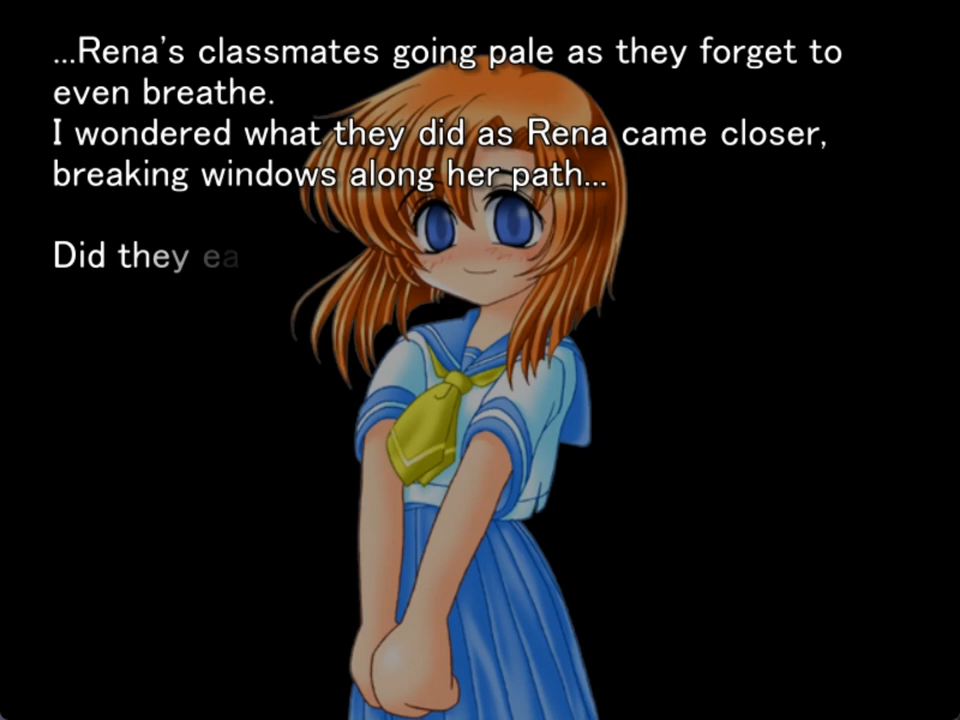 ...Rena's classmates going pale as they forget to
even breathe.
I wondered what they did as Rena came closer,
breaking windows along her path...
Did they ea